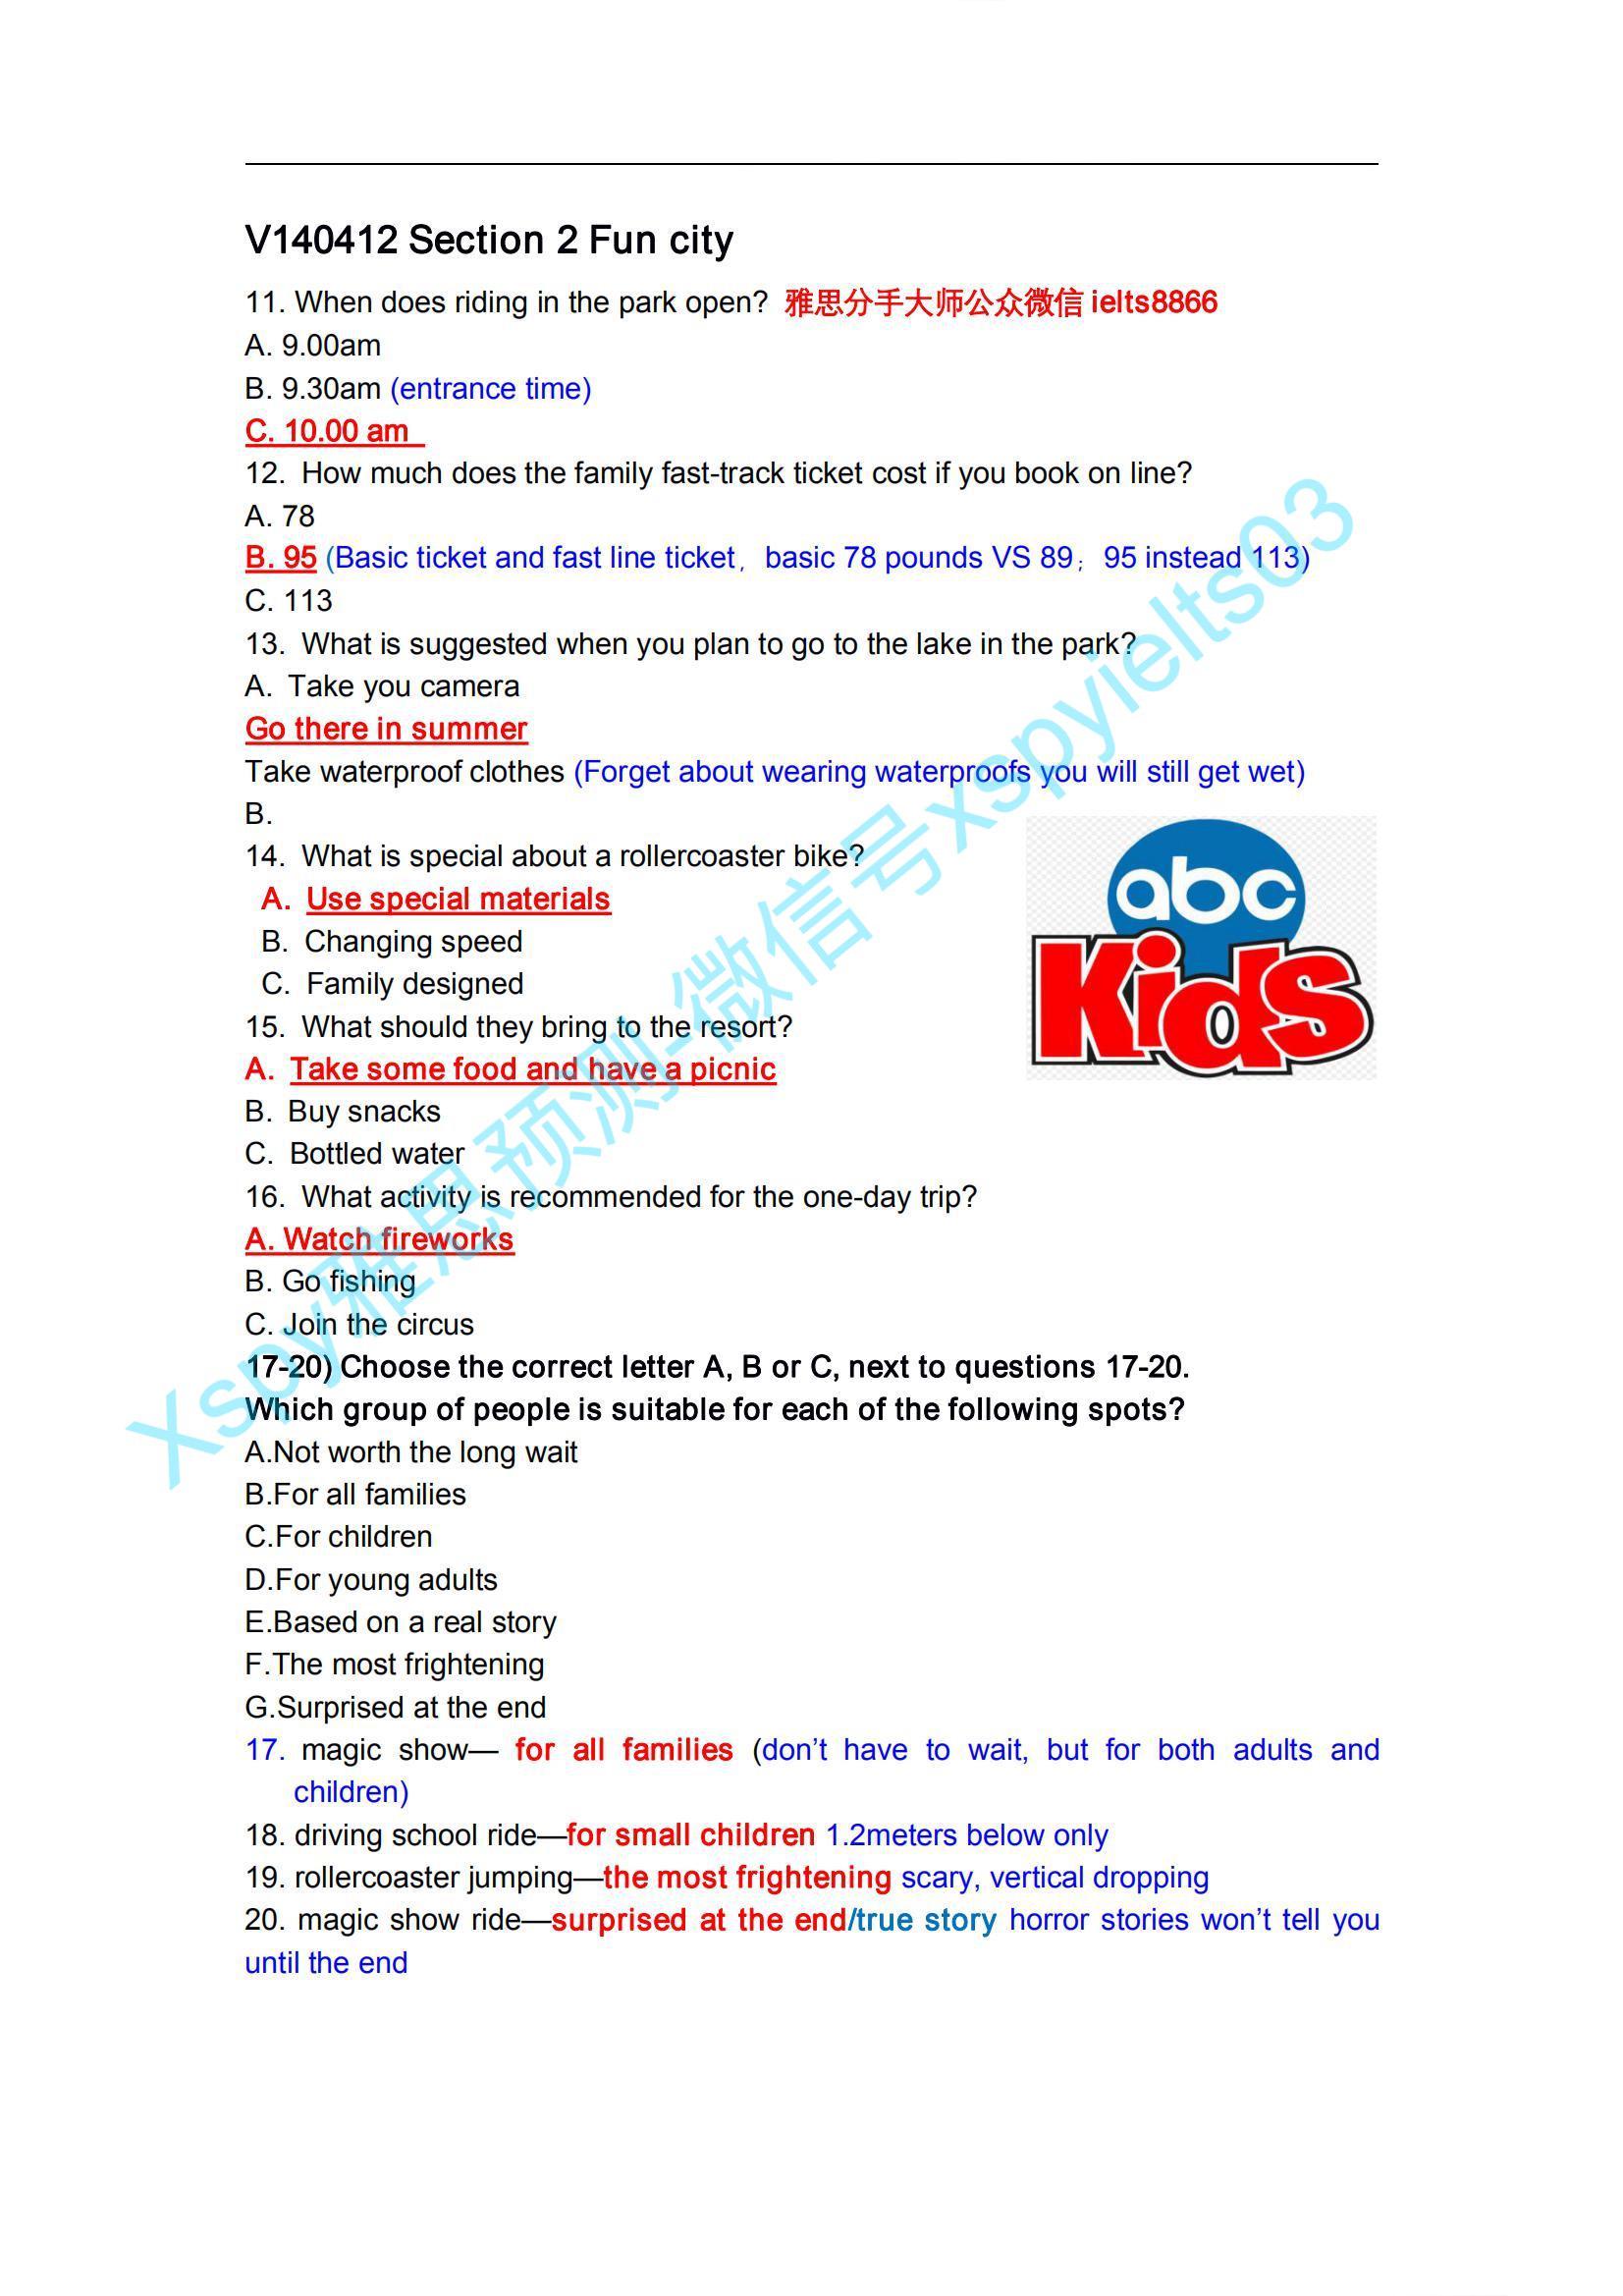 V140412 Section 2 Fun city
11. When does riding in the park open? 雅思分手大师公众微信 ielts8866
A. 9.00am
B. 9.30am (entrance time)
C. 10.00 am
12. How much does the family fast-track ticket cost if you book on line?
A. 78
B. 95 (Basic ticket and fast line ticket，basic 78 pounds VS 89；95 instead 113)
C. 113
13. What is suggested when you plan to go to the lake in the park?
A. Take you camera
Go there in summer
Take waterproof clothes (Forget about wearing waterproofs you will still get wet)
B.
14. What is special about a rollercoaster bike?
A. Use special materials
B. Changing speed
C. Family designed
abc
Kids
15. What should they bring to the resort?
A. Take some food and have a picnic
B. Buy snacks
C. Bottled water
16. What activity is recommended for the one-day trip?
A. Watch fireworks
B. Go fishing
C. Join the circus
17-20) Choose the correct letter A, B or C, next to questions 17-20.
Which group of people is suitable for each of the following spots?
A.Not worth the long wait
B.For all families
C.For children
D.For young adults
E.Based on a real story
F.The most frightening
G.Surprised at the end
17. magic show— for all families (don’t have to wait, but for both adults and
children)
18. driving school ride—for small children 1.2meters below only
19. rollercoaster jumping—the most frightening scary, vertical dropping
20. magic show ride—surprised at the end/true story horror stories won’t tell you
until the end
Xspy雅思预测-微信号xspyielts03